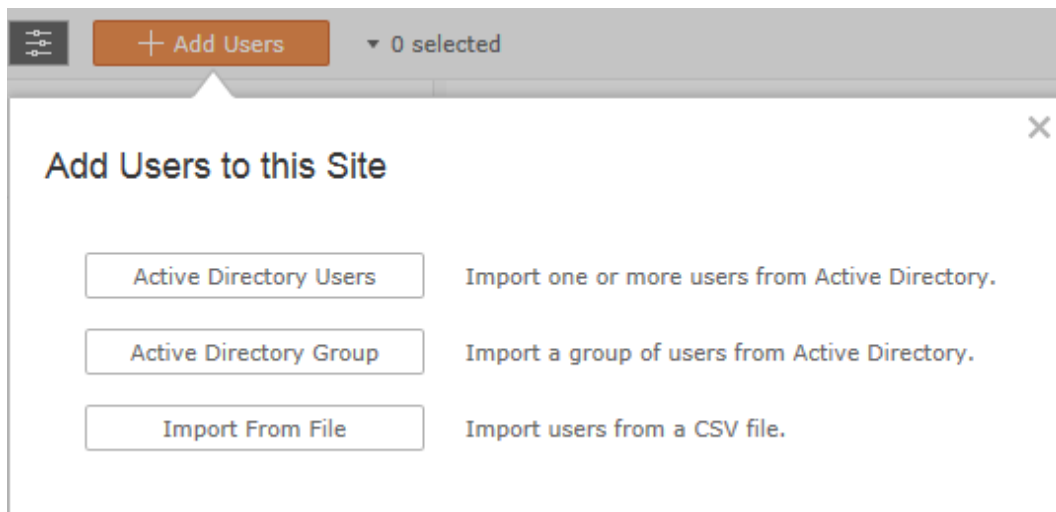 + Add Users ▾ 0 selected
×
Add Users to this Site
Active Directory Users Import one or more users from Active Directory.
Active Directory Group Import a group of users from Active Directory.
Import From File Import users from a CSV file.